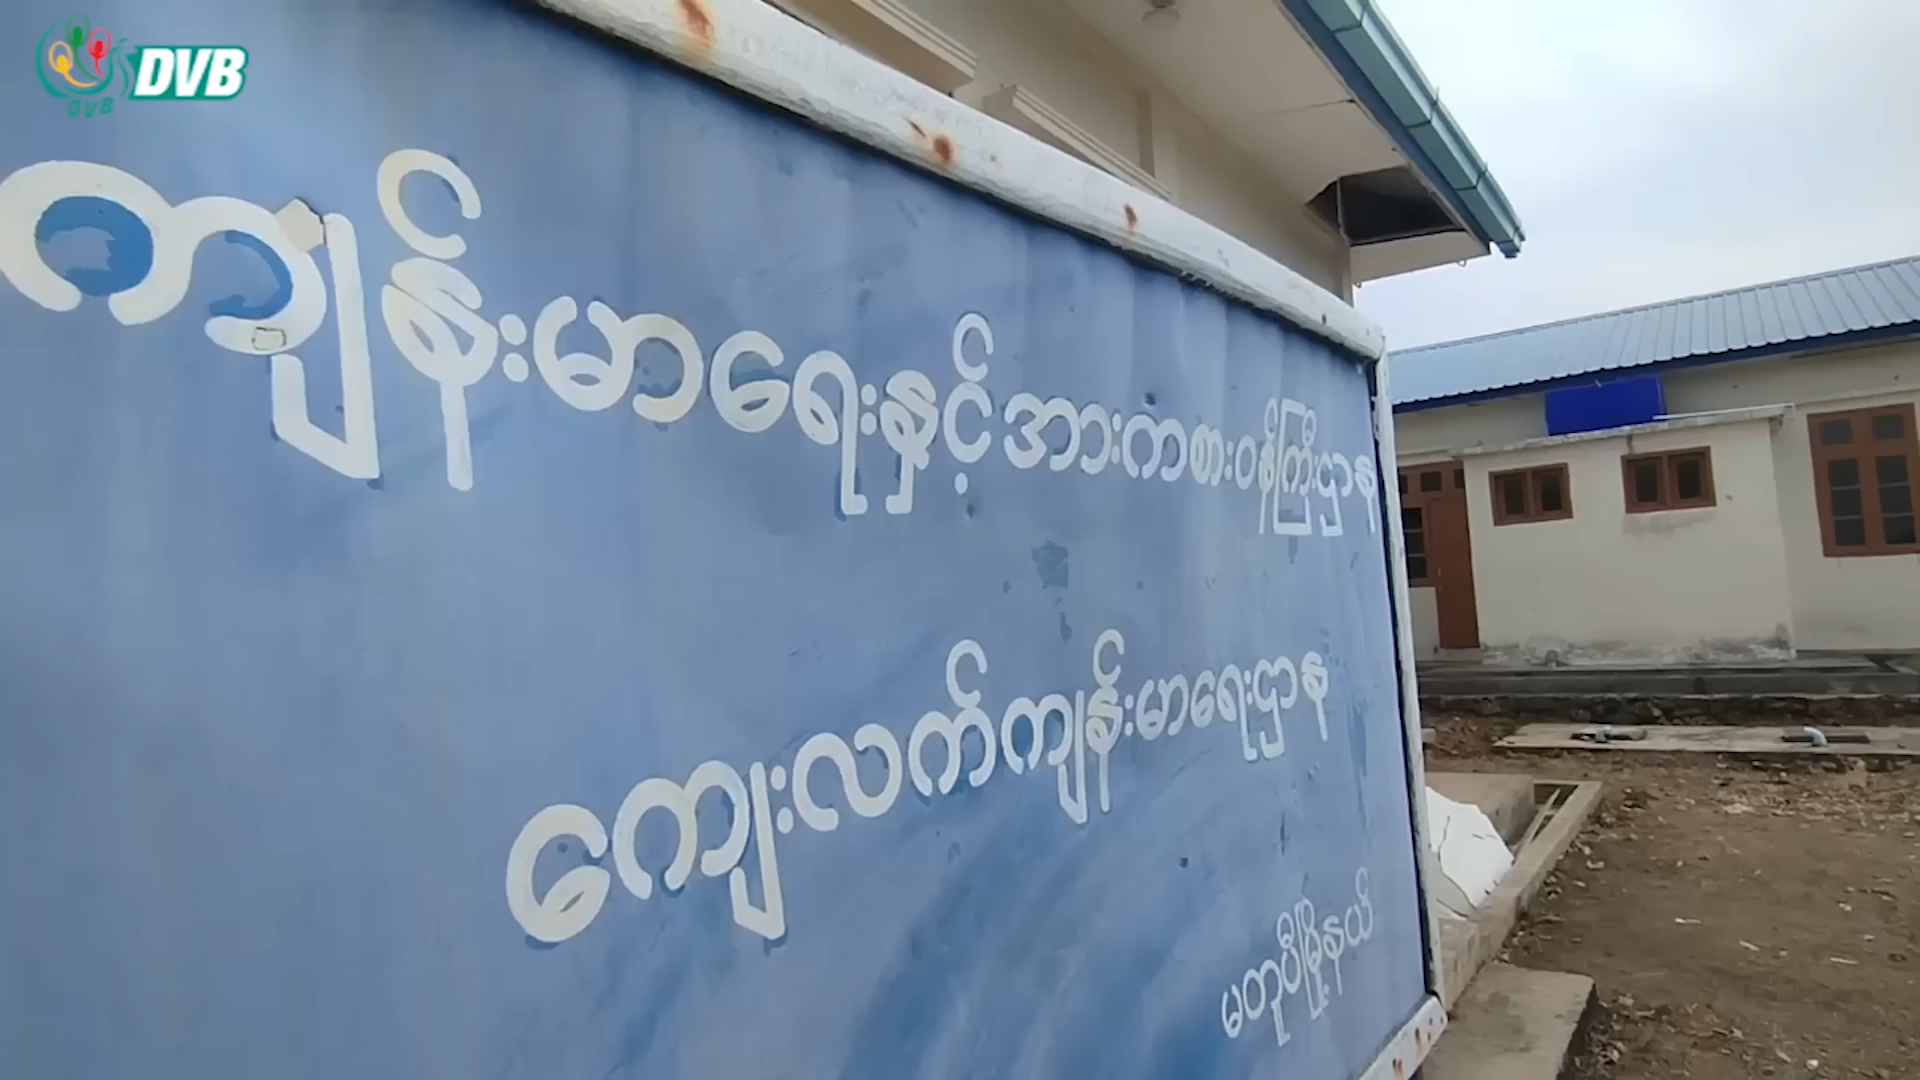 DVB
DVB
ကျန်းမာရေးနှင့်အားကစားဝန်ကြီးဌာန
ကျေးလက်ကျန်းမာရေးဌာန
မတူပီမြို့နယ်